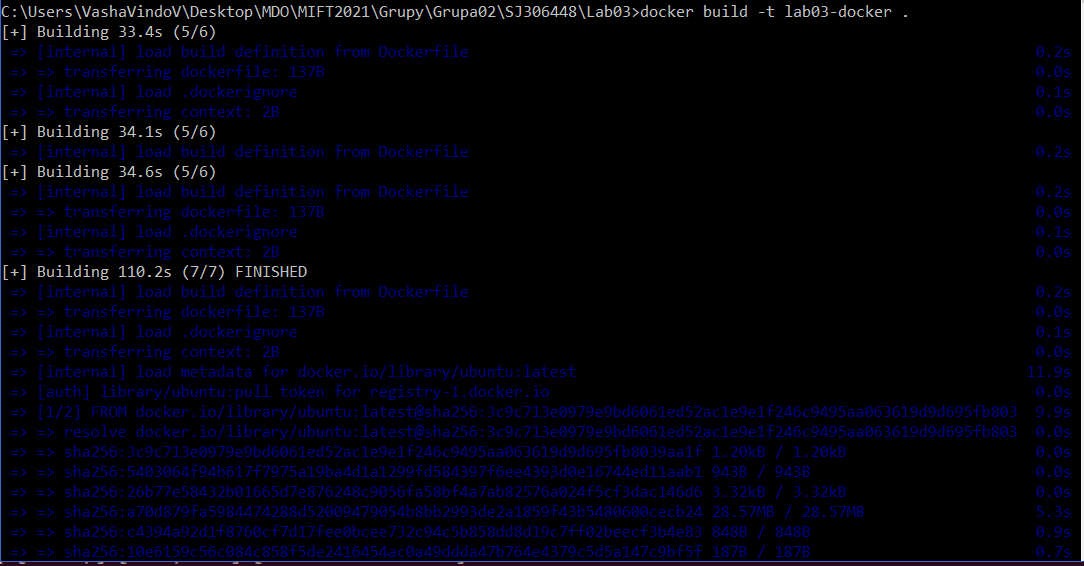 C:\Users\VashaVindoV\Desktop\MDO\MIFT2021\Grupy\Grupa02\SJ306448\Lab03>docker build -t lab03-docker .
[+] Building 33.4s (5/6)
=> [internal] load build definition from Dockerfile 0.2s
=> => transferring dockerfile: 137B 0.0s
=> [internal] load .dockerignore 0.1s
=> => transferring context: 2B 0.0s
[+] Building 34.1s (5/6)
=> [internal] load build definition from Dockerfile 0.2s
[+] Building 34.6s (5/6)
=> [internal] load build definition from Dockerfile 0.2s
=> => transferring dockerfile: 137B 0.0s
=> [internal] load .dockerignore 0.1s
=> => transferring context: 2B 0.0s
[+] Building 110.2s (7/7) FINISHED
=> [internal] load build definition from Dockerfile 0.2s
=> => transferring dockerfile: 137B 0.0s
=> [internal] load .dockerignore 0.1s
=> => transferring context: 2B 0.0s
=> [internal] load metadata for docker.io/library/ubuntu:latest 11.9s
=> [auth] library/ubuntu:pull token for registry-1.docker.io 0.0s
=> [1/2] FROM docker.io/library/ubuntu:latest@sha256:3c9c713e0979e9bd6061ed52ac1e9e1f246c9495aa063619d9d695fb803 9.9s
=> => resolve docker.io/library/ubuntu:latest@sha256:3c9c713e0979e9bd6061ed52ac1e9e1f246c9495aa063619d9d695fb803 0.0s
=> => sha256:3c9c713e0979e9bd6061ed52ac1e9e1f246c9495aa063619d9d695fb8039aa1f 1.20kB / 1.20kB 0.0s
=> => sha256:5403064f94b617f7975a19ba4d1a1299fd584397f6ee4393d0e16744ed11eab1 943B / 943B 0.0s
=> => sha256:26b77e58432b01665d7e876248c9056fa58bf4a7ab82576a024f5cf3dac146d6 3.32kB / 3.32kB 0.0s
=> => sha256:a70d879fa5984474288d52009479054b8bb2993de2a1859f43b5480600cecb24 28.57MB / 28.57MB 5.3s
=> => sha256:c4394a92d1f8760cf7d17fee0bcee732c94c5b858dd8d19c7ff02beecf3b4e83 848B / 848B 0.9s
=> => sha256:10e6159c56c084c858f5de2416454ac0a49ddda47b764e4379c5d5a147c9bf5f 187B / 187B 0.7s